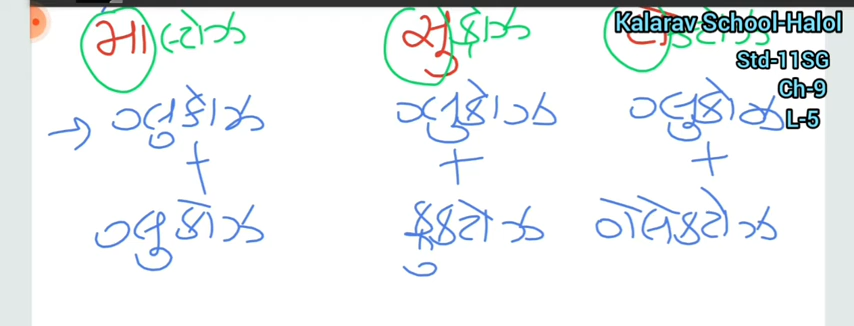 Kalarav School-Halol
માલ્ટોઝ સુક્રોઝ
Std-11SG
Ch-9
L-5
→ ગ્લુકોઝ ગ્લુકોઝ ગ્લુકોઝ
+ + +
ગ્લુકોઝ ફ્રુક્ટોઝ ગેલેક્ટોઝ